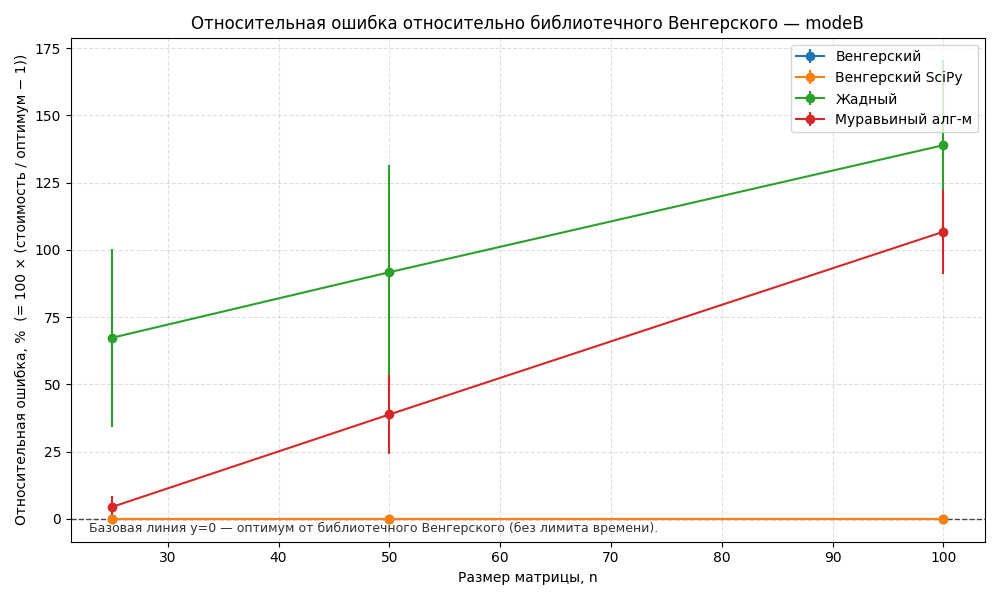 Относительная ошибка относительно библиотечного Венгерского — modeB
Относительная ошибка, % (= 100 × (стоимость / оптимум − 1))
175
150
125
100
75
50
25
0
Венгерский
Венгерский SciPy
Жадный
Муравьиный алг-м
Базовая линия y=0 — оптимум от библиотечного Венгерского (без лимита времени).
30 40 50 60 70 80 90 100
Размер матрицы, n